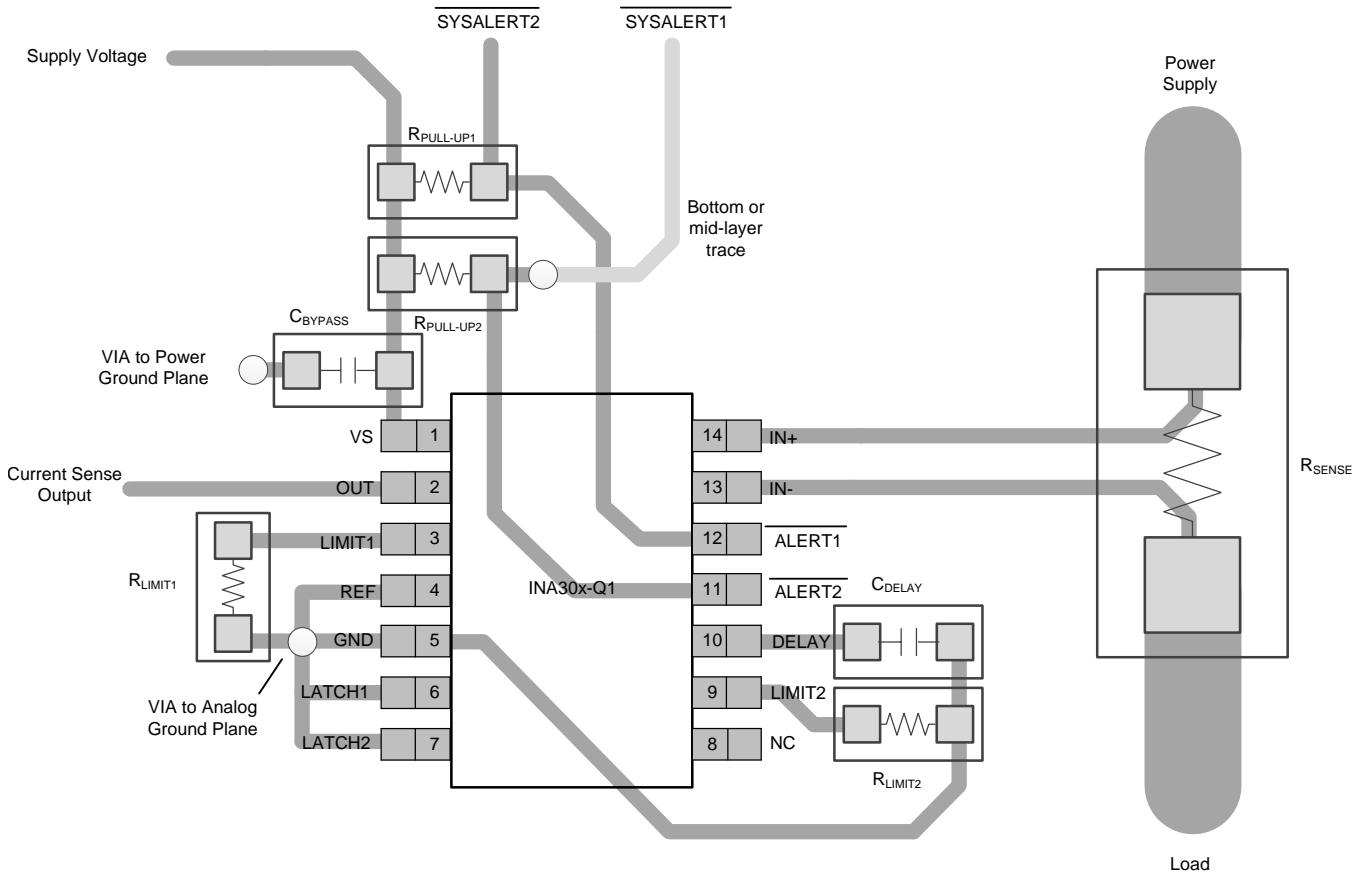 SYSALERT2
SYSALERT1
Supply Voltage
Power
Supply
RPULL-UP1
Bottom or
mid-layer
trace
CBYPASS
RPULL-UP2
VIA to Power
Ground Plane
VS
1
14
IN+
Current Sense
Output
OUT
2
13
IN-
RSENSE
LIMIT1
3
12
ALERT1
RLIMIT1
REF
4
INA30x-Q1
11
ALERT2
CDELAY
GND
5
10
DELAY
LATCH1
6
9
LIMIT2
VIA to Analog
Ground Plane
LATCH2
7
8
NC
RLIMIT2
Load